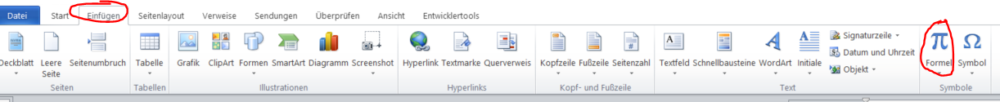 Datei Start Einfügen Seitenlayout Verweise Sendungen Überprüfen Ansicht Entwicklertools
Deckblatt Leere Seite Seitenumbruch
Seiten
Tabelle
Tabellen
Grafik ClipArt Formen SmartArt Diagramm Screenshot
Illustrationen
Hyperlink Textmarke Querverweis
Hyperlinks
Kopfzeile Fußzeile Seitenzahl
Kopf- und Fußzeile
Textfeld Schnellbausteine WordArt Initiale
Signaturzeile
Datum und Uhrzeit
Objekt
Text
π Ω
Formel Symbol
Symbole